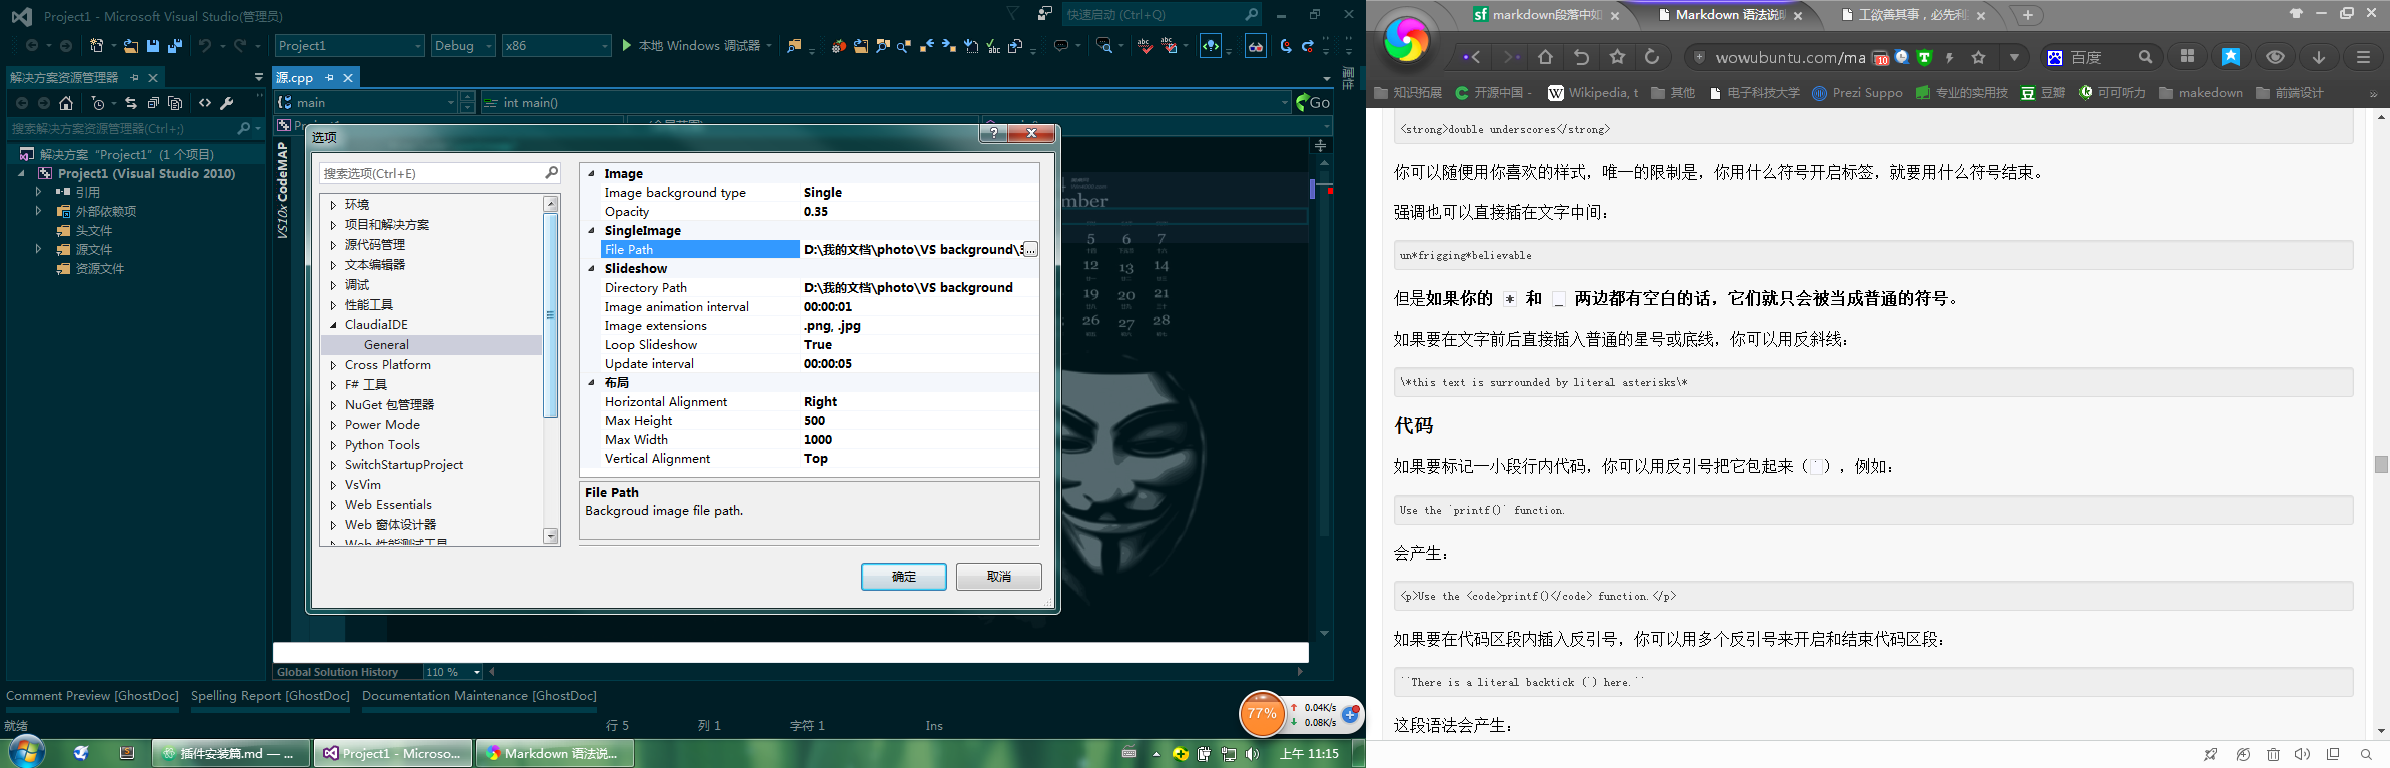 Project1 - Microsoft Visual Studio(管理员)
快速启动 (Ctrl+Q)
Project1
Debug
x86
本地 Windows 调试器
解决方案资源管理器
源.cpp
属性
main
int main()
Go
搜索解决方案资源管理器(Ctrl+;)
解决方案 "Project1" (1 个项目)
Project1 (Visual Studio 2010)
引用
外部依赖项
头文件
源文件
资源文件
VS10x CodeMAP
选项
搜索选项(Ctrl+E)
环境
项目和解决方案
源代码管理
文本编辑器
调试
性能工具
ClaudiaIDE
General
Cross Platform
F# 工具
NuGet 包管理器
Power Mode
Python Tools
SwitchStartupProject
VsVim
Web Essentials
Web 窗体设计器
Web 性能测试工具
Image
Image background type Single
Opacity 0.35
SingleImage
File Path D:\我的文档\photo\VS background\
Slideshow
Directory Path D:\我的文档\photo\VS background
Image animation interval 00:00:01
Image extensions .png, .jpg
Loop Slideshow True
Update interval 00:00:05
布局
Horizontal Alignment Right
Max Height 500
Max Width 1000
Vertical Alignment Top
File Path
Backgroud image file path.
确定
取消
mber
5 6 7
12 13 14
19 20 21
26 27 28
Global Solution History
110 %
Comment Preview [GhostDoc] Spelling Report [GhostDoc] Documentation Maintenance [GhostDoc]
就绪
行 5
列 1
字符 1
Ins
77%
0.04K/s
0.08K/s
插件安装篇.md —...
Project1 - Microso...
Markdown 语法说...
上午 11:15
markdown段落中如
Markdown 语法说明
工欲善其事，必先利
wowubuntu.com/ma
10
百度
知识拓展
开源中国 -
Wikipedia, t
其他
电子科技大学
Prezi Suppo
专业的实用技
豆瓣
可可听力
makedown
前端设计
<strong>double underscores</strong>
你可以随便用你喜欢的样式，唯一的限制是，你用什么符号开启标签，就要用什么符号结束。
强调也可以直接插在文字中间：
un*frigging*believable
但是如果你的 * 和 _ 两边都有空白的话，它们就只会被当成普通的符号。
如果要在文字前后直接插入普通的星号或底线，你可以用反斜线：
\*this text is surrounded by literal asterisks\*
代码
如果要标记一小段行内代码，你可以用反引号把它包起来（`），例如：
Use the `printf()` function.
会产生：
<p>Use the <code>printf()</code> function.</p>
如果要在代码区段内插入反引号，你可以用多个反引号来开启和结束代码区段：
``There is a literal backtick (`) here.``
这段语法会产生：